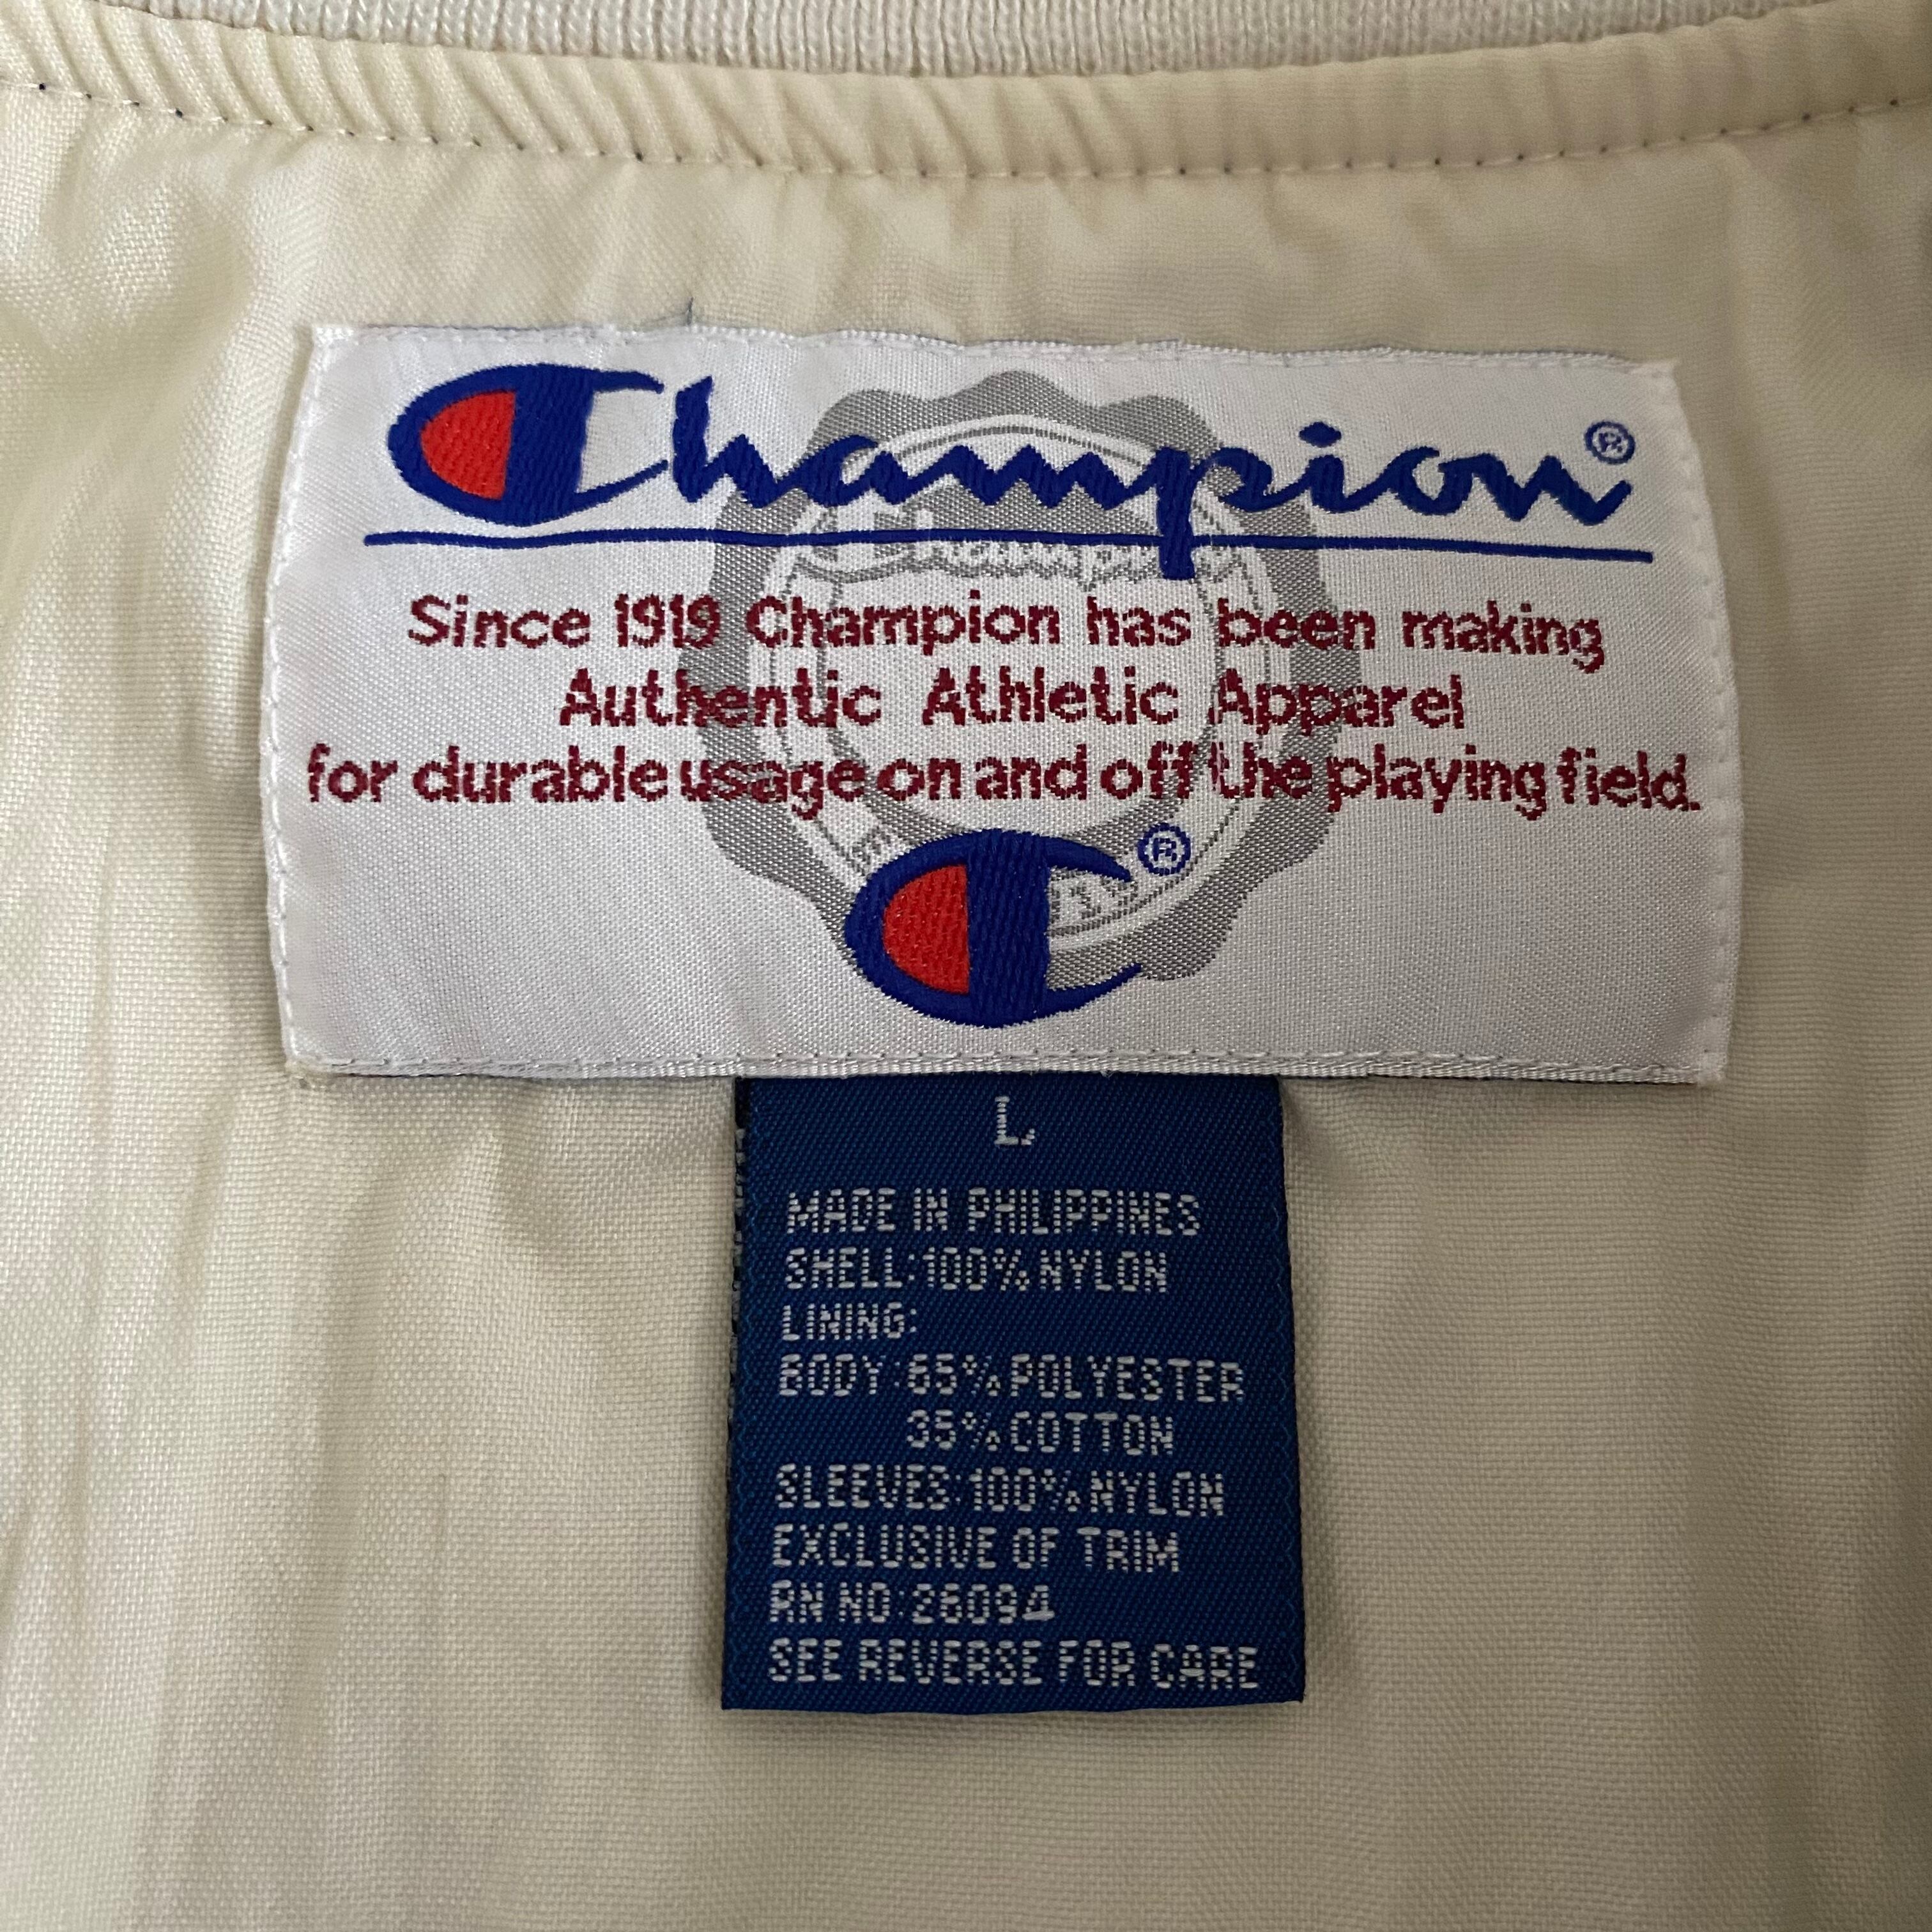 Champion®
Since 1919 Champion has been making
Authentic Athletic Apparel
for durable usage on and off the playing field.
®
L
MADE IN PHILIPPINES
SHELL:100% NYLON
LINING:
BODY:65% POLYESTER
35% COTTON
SLEEVES:100% NYLON
EXCLUSIVE OF TRIM
RN NO:26094
SEE REVERSE FOR CARE